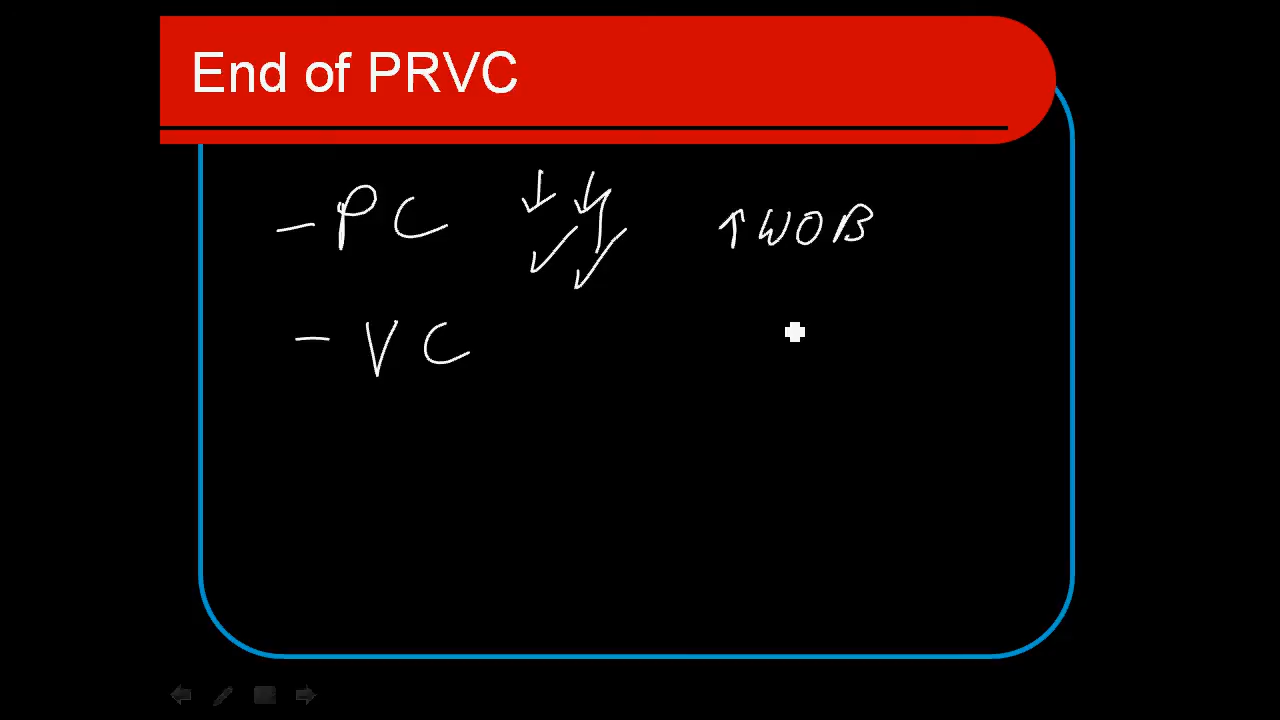 End of PRVC
- PC ↓ ↓ ↑ WOB
✓ ✓
- VC